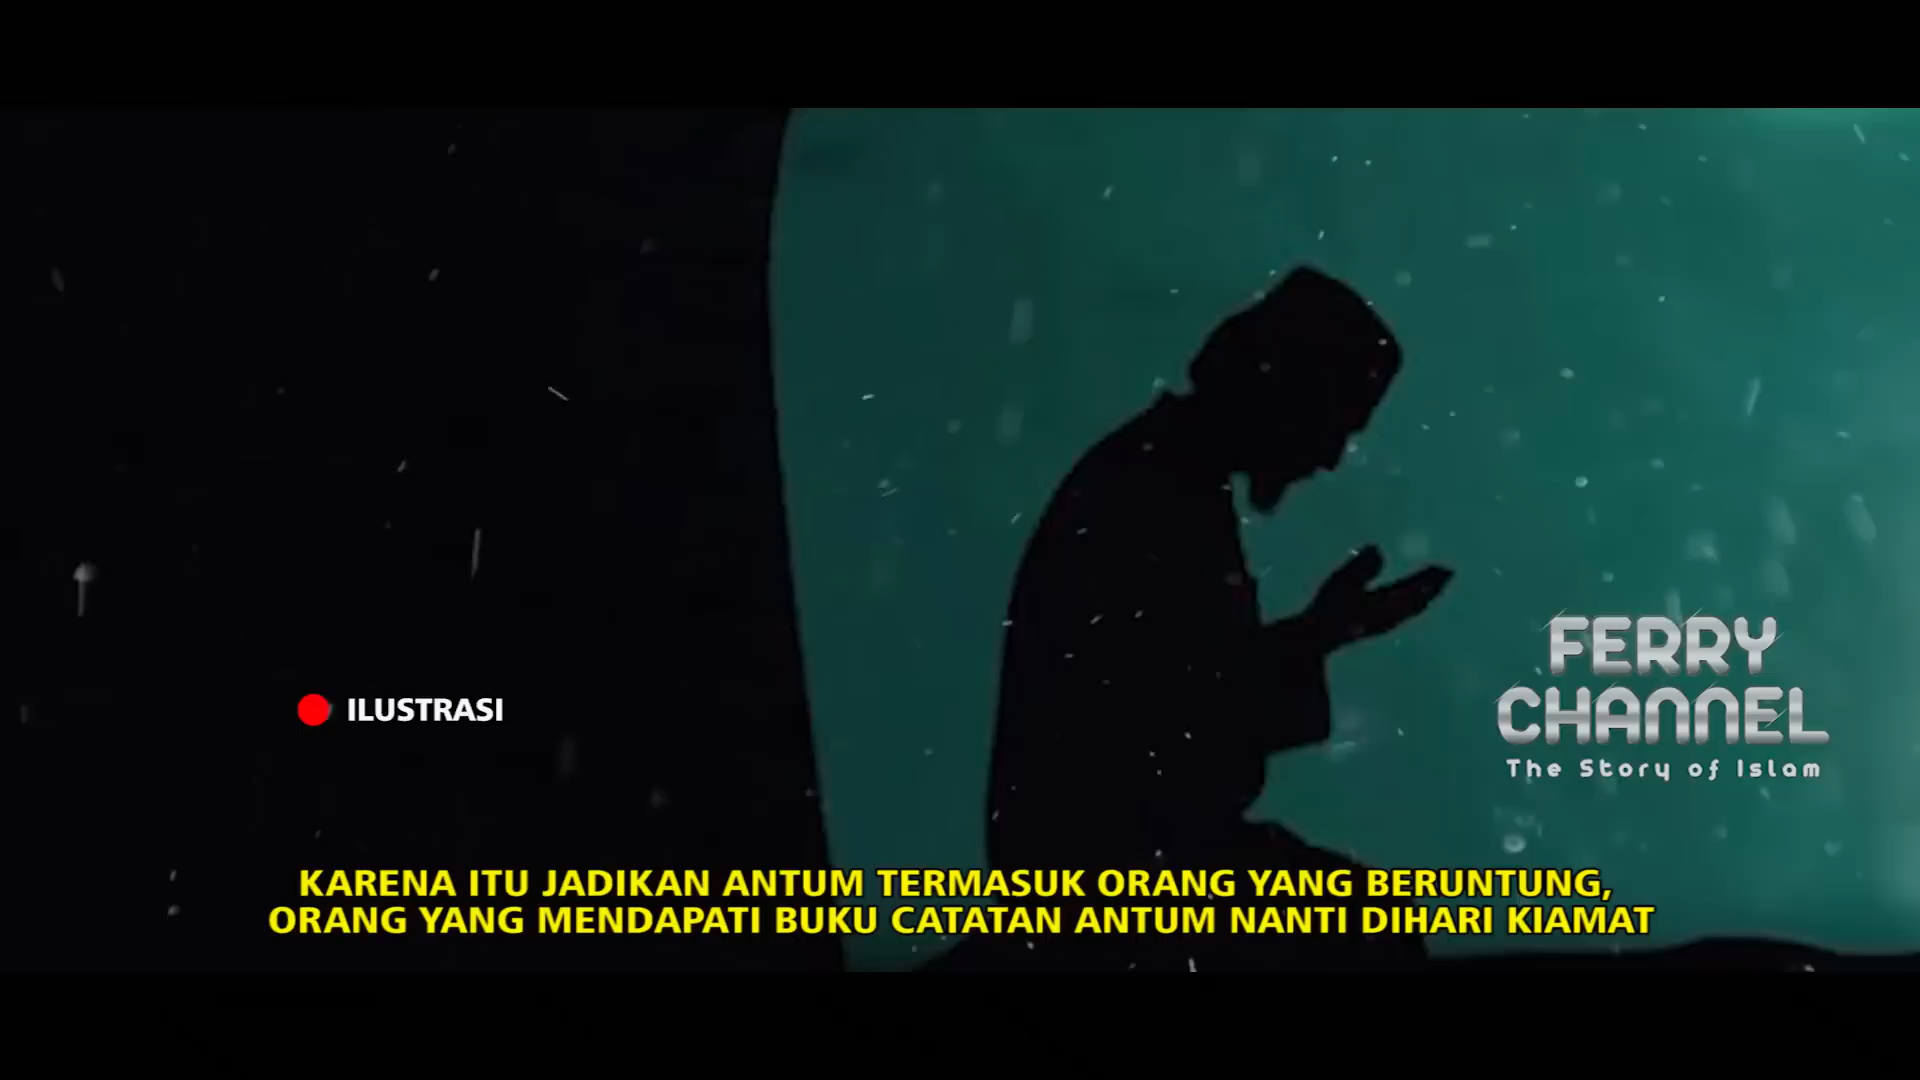 FERRY
CHANNEL
The Story of Islam
ILUSTRASI
KARENA ITU JADIKAN ANTUM TERMASUK ORANG YANG BERUNTUNG,
ORANG YANG MENDAPATI BUKU CATATAN ANTUM NANTI DIHARI KIAMAT